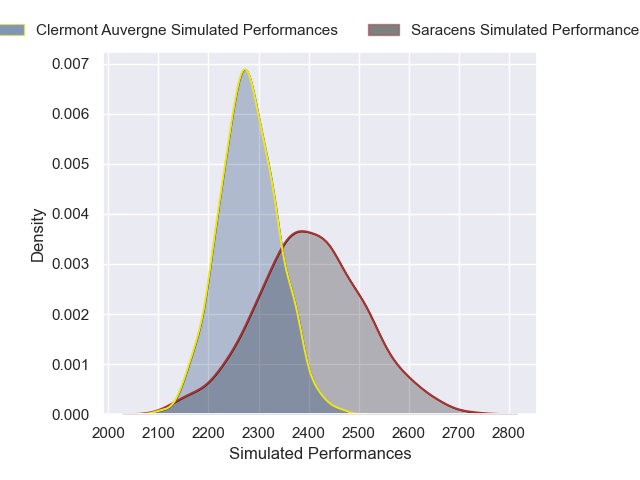 Clermont Auvergne Simulated Performances Saracens Simulated Performance
0.007
0.006
0.005
0.004
0.003
0.002
0.001
0.000
Density
2000 2100 2200 2300 2400 2500 2600 2700 2800
Simulated Performances